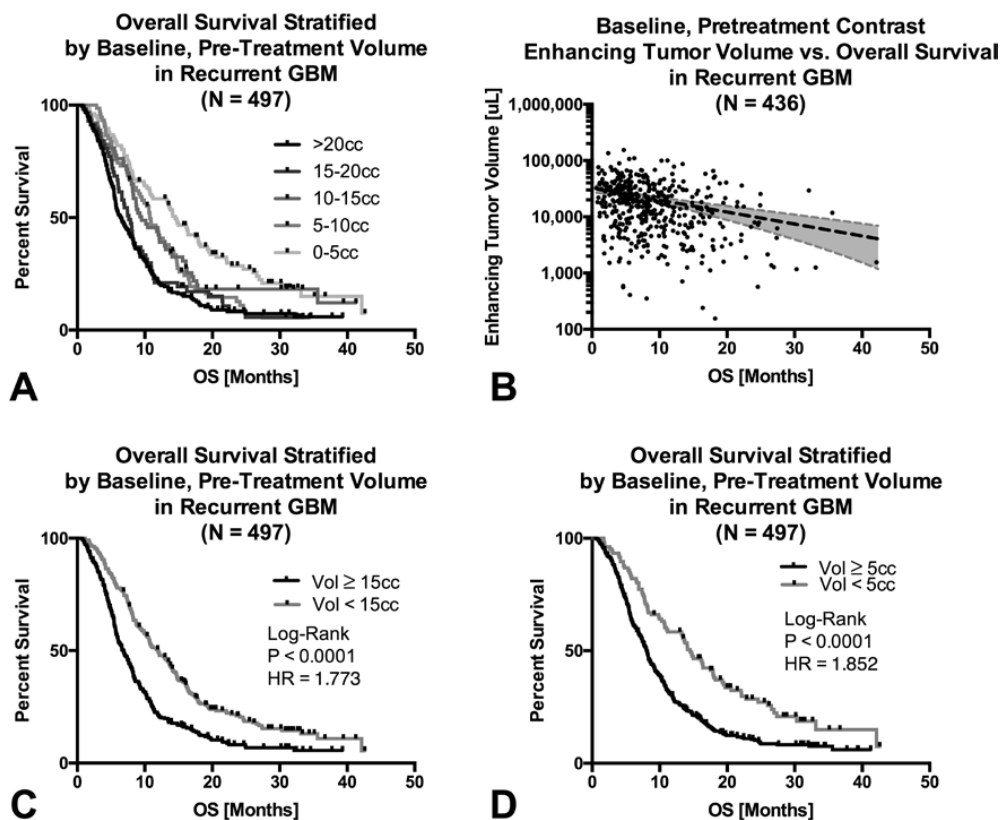 Overall Survival Stratified
by Baseline, Pre-Treatment Volume
in Recurrent GBM
(N = 497)
Percent Survival
100
50
0
>20cc
15-20cc
10-15cc
5-10cc
0-5cc
0 10 20 30 40 50
OS [Months]
A
Baseline, Pretreatment Contrast
Enhancing Tumor Volume vs. Overall Survival
in Recurrent GBM
(N = 436)
Enhancing Tumor Volume [uL]
1,000,000
100,000
10,000
1,000
100
0 10 20 30 40 50
OS [Months]
B
Overall Survival Stratified
by Baseline, Pre-Treatment Volume
in Recurrent GBM
(N = 497)
Percent Survival
100
50
0
Vol ≥ 15cc
Vol < 15cc
Log-Rank
P < 0.0001
HR = 1.773
0 10 20 30 40 50
OS [Months]
C
Overall Survival Stratified
by Baseline, Pre-Treatment Volume
in Recurrent GBM
(N = 497)
Percent Survival
100
50
0
Vol ≥ 5cc
Vol < 5cc
Log-Rank
P < 0.0001
HR = 1.852
0 10 20 30 40 50
OS [Months]
D